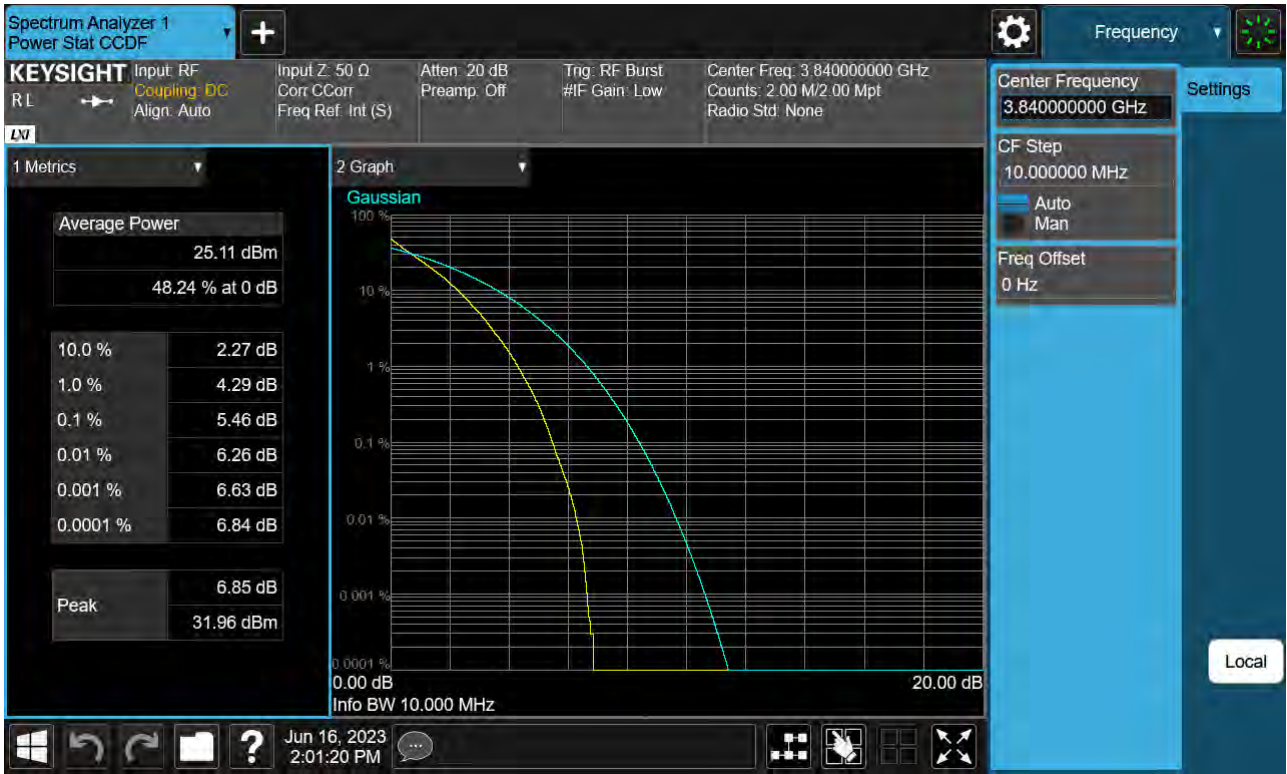 Spectrum Analyzer 1
Power Stat CCDF
+
Frequency
KEYSIGHT
RL
LXI
Input: RF
Coupling: DC
Align: Auto
Input Z: 50 Ω
Corr CCorr
Freq Ref: Int (S)
Atten: 20 dB
Preamp: Off
Trig: RF Burst
#IF Gain: Low
Center Freq: 3.840000000 GHz
Counts: 2.00 M/2.00 Mpt
Radio Std: None
Center Frequency
3.840000000 GHz
Settings
CF Step
10.000000 MHz
Auto
Man
Freq Offset
0 Hz
1 Metrics
Average Power
25.11 dBm
48.24 % at 0 dB
10.0 % 2.27 dB
1.0 % 4.29 dB
0.1 % 5.46 dB
0.01 % 6.26 dB
0.001 % 6.63 dB
0.0001 % 6.84 dB
Peak 6.85 dB
31.96 dBm
2 Graph
Gaussian
100 %
10 %
1 %
0.1 %
0.01 %
0.001 %
0.0001 %
0.00 dB 20.00 dB
Info BW 10.000 MHz
Local
?
Jun 16, 2023
2:01:20 PM